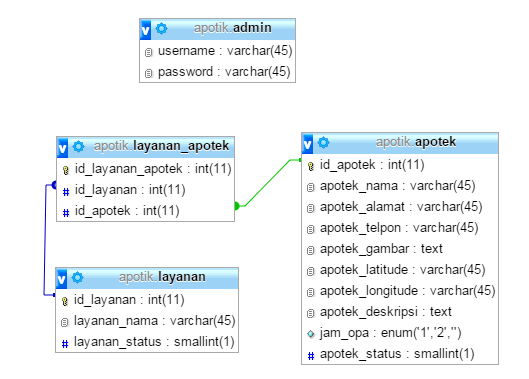 apotik.admin
username : varchar(45)
password : varchar(45)
apotik.layanan_apotek
id_layanan_apotek : int(11)
id_layanan : int(11)
id_apotek : int(11)
apotik.layanan
id_layanan : int(11)
layanan_nama : varchar(45)
layanan_status : smallint(1)
apotik.apotek
id_apotek : int(11)
apotek_nama : varchar(45)
apotek_alamat : varchar(45)
apotek_telpon : varchar(45)
apotek_gambar : text
apotek_latitude : varchar(45)
apotek_longitude : varchar(45)
apotek_deskripsi : text
jam_opa : enum('1','2','')
apotek_status : smallint(1)